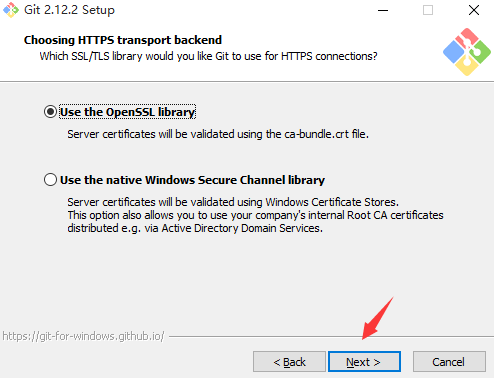 Git 2.12.2 Setup
Choosing HTTPS transport backend
Which SSL/TLS library would you like Git to use for HTTPS connections?
Use the OpenSSL library
Server certificates will be validated using the ca-bundle.crt file.
Use the native Windows Secure Channel library
Server certificates will be validated using Windows Certificate Stores.
This option also allows you to use your company's internal Root CA certificates
distributed e.g. via Active Directory Domain Services.
https://git-for-windows.github.io/
< Back
Next >
Cancel